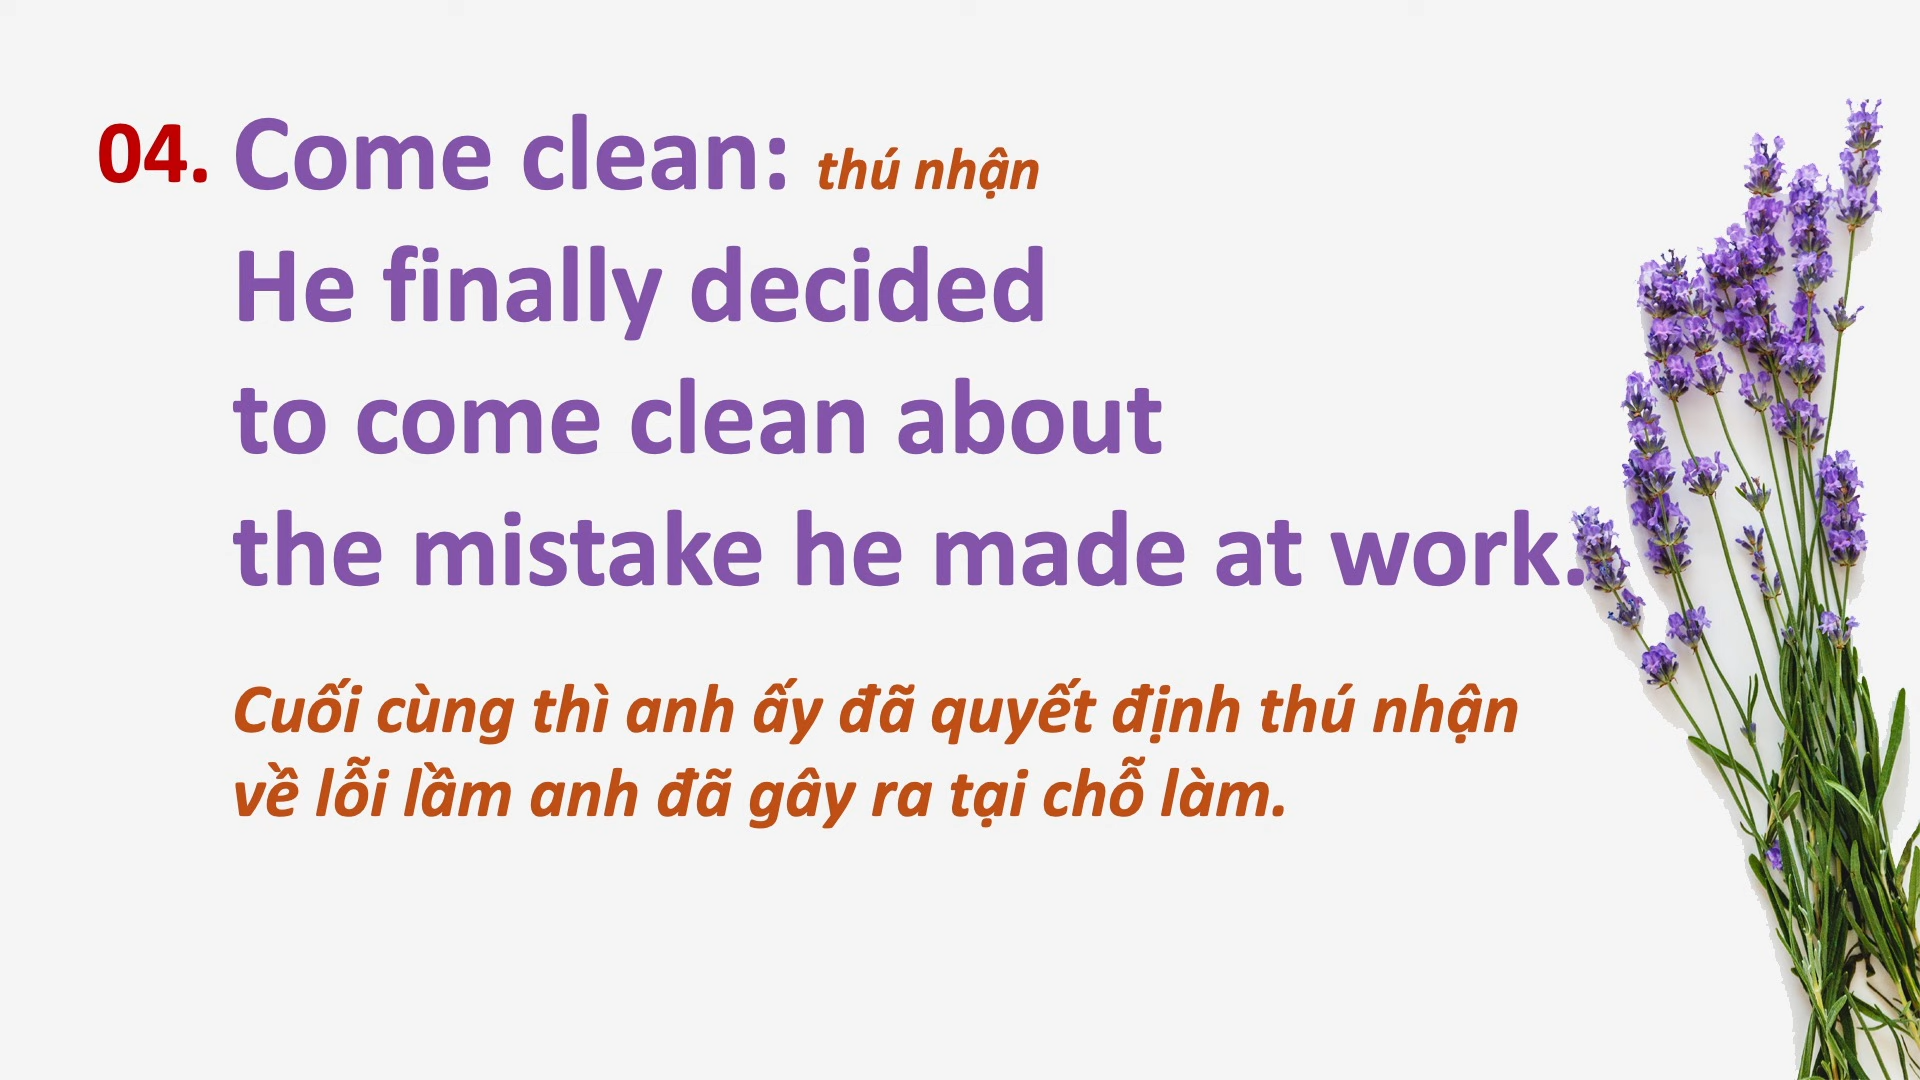 04. Come clean: thú nhận
He finally decided
to come clean about
the mistake he made at work.
Cuối cùng thì anh ấy đã quyết định thú nhận
về lỗi lầm anh đã gây ra tại chỗ làm.